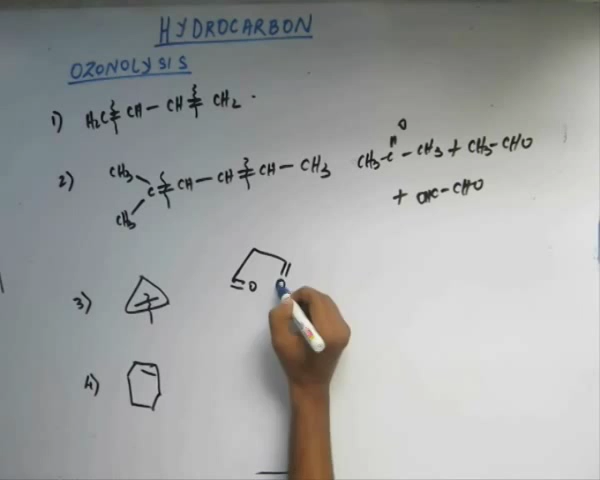 HYDROCARBON
OZONOLYSIS
1) H₂C=CH-CH=CH₂.
2) CH₃ C=CH-CH=CH-CH₃ CH₃-C-CH₃ + CH₃-CHO
CH₃ O
+ OHC-CHO
3) =O O
4)